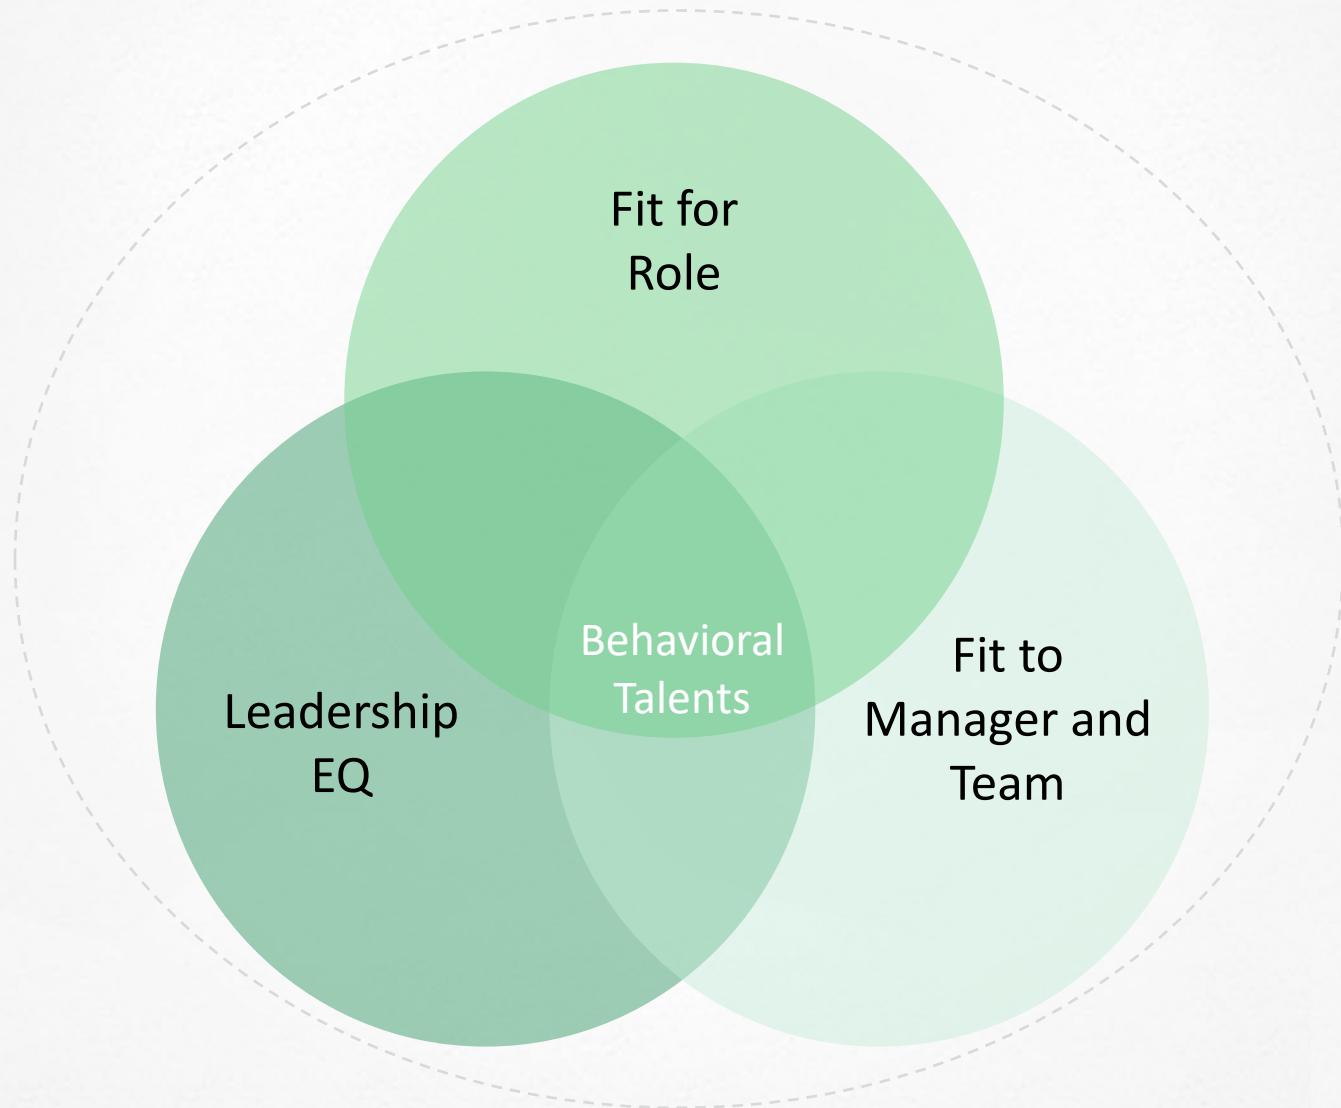 Fit for
Role
Behavioral
Talents
Leadership
EQ
Fit to
Manager and
Team